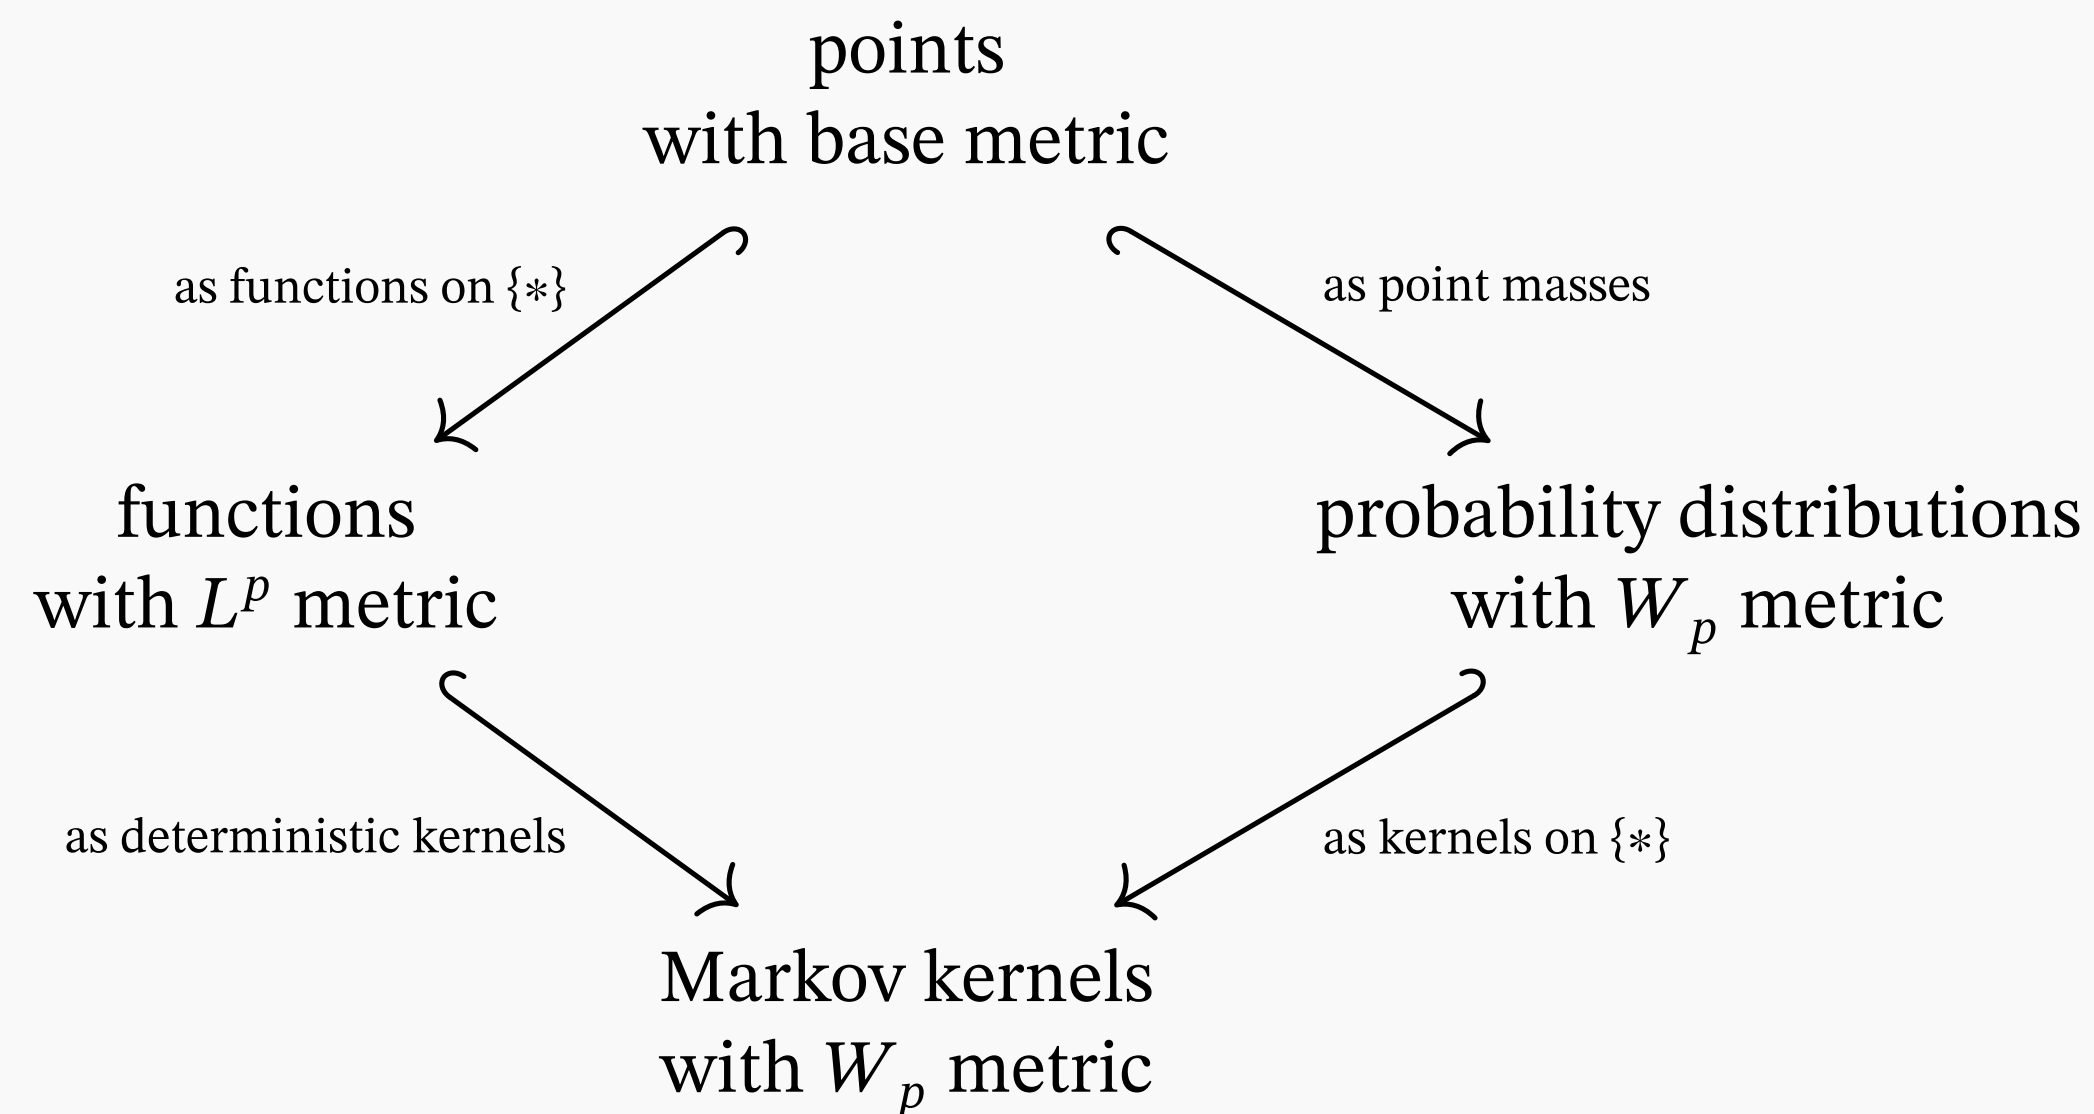 points
with base metric
as functions on {*}
as point masses
functions
with L^p metric
probability distributions
with W_p metric
as deterministic kernels
as kernels on {*}
Markov kernels
with W_p metric